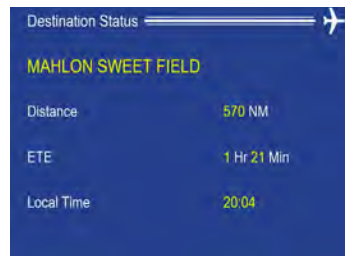 Destination Status
MAHLON SWEET FIELD
Distance 570 NM
ETE 1 Hr 21 Min
Local Time 20:04